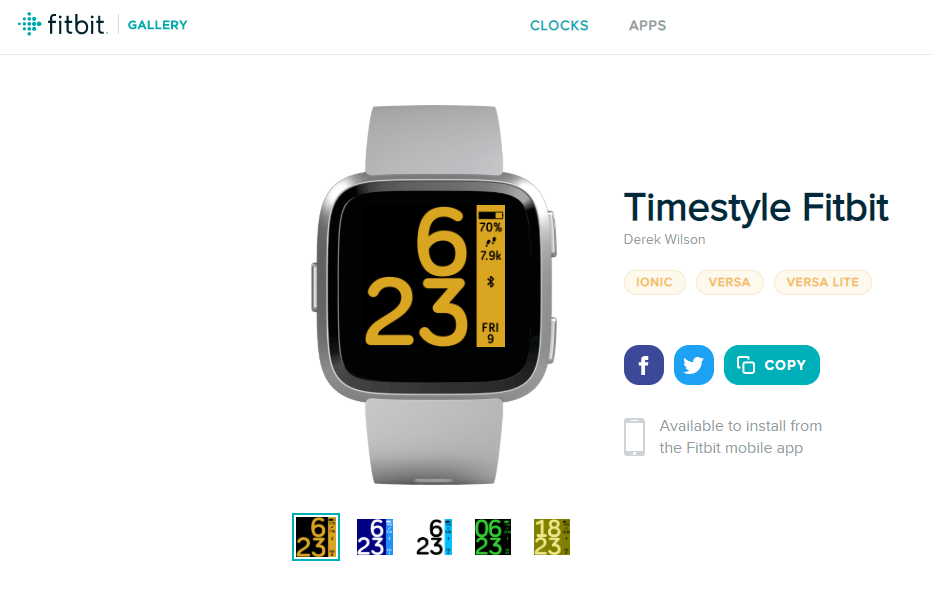 fitbit. GALLERY
CLOCKS APPS
6
23
70%
7.9k
FRI
9
Timestyle Fitbit
Derek Wilson
IONIC VERSA VERSA LITE
f COPY
Available to install from
the Fitbit mobile app
6
23
6
23
6
23
06
23
18
23